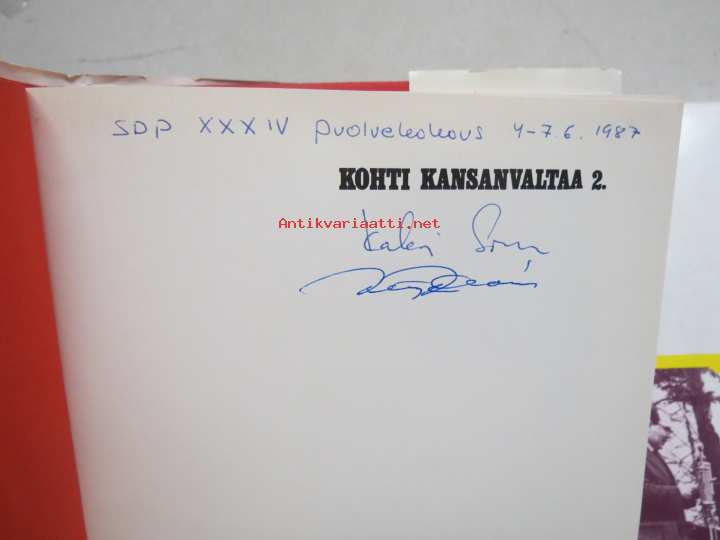 SDP XXXIV puoluekokous 4-7.6.1987
KOHTI KANSANVALTAA 2.
Antikvariaatti.net
Kalevi Sorsa